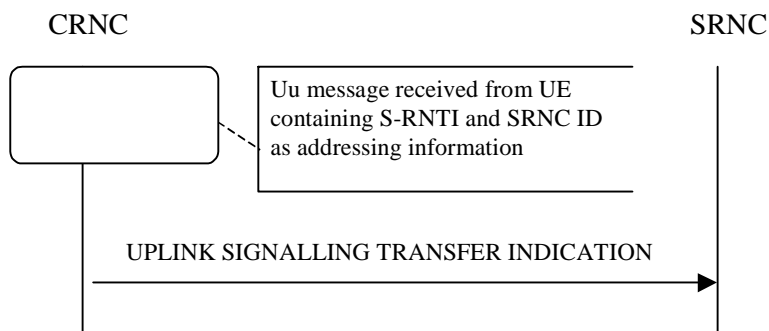 CRNC
SRNC
Uu message received from UE
containing S-RNTI and SRNC ID
as addressing information
UPLINK SIGNALLING TRANSFER INDICATION